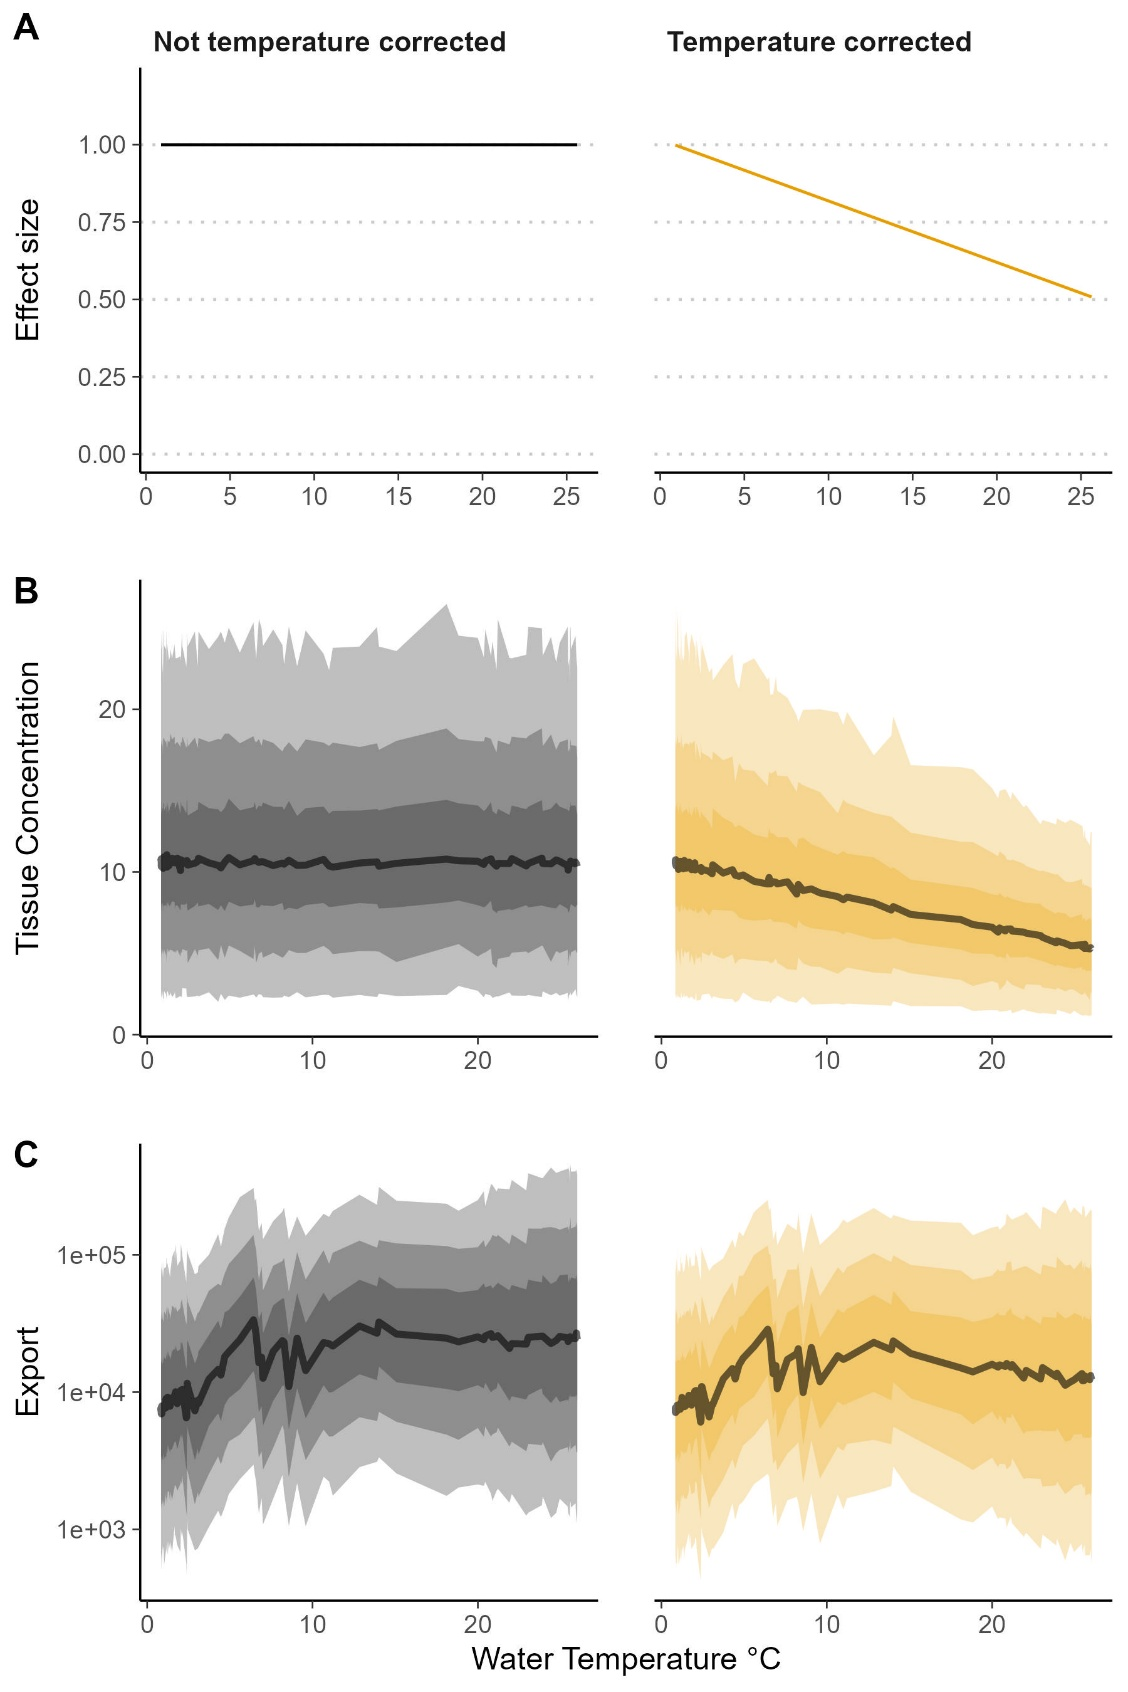 A
Not temperature corrected
Temperature corrected
Effect size
1.00
0.75
0.50
0.25
0.00
0 5 10 15 20 25
0 5 10 15 20 25
B
Tissue Concentration
20
10
0
0 10 20
0 10 20
C
Export
1e+05
1e+04
1e+03
0 10 20
0 10 20
Water Temperature °C